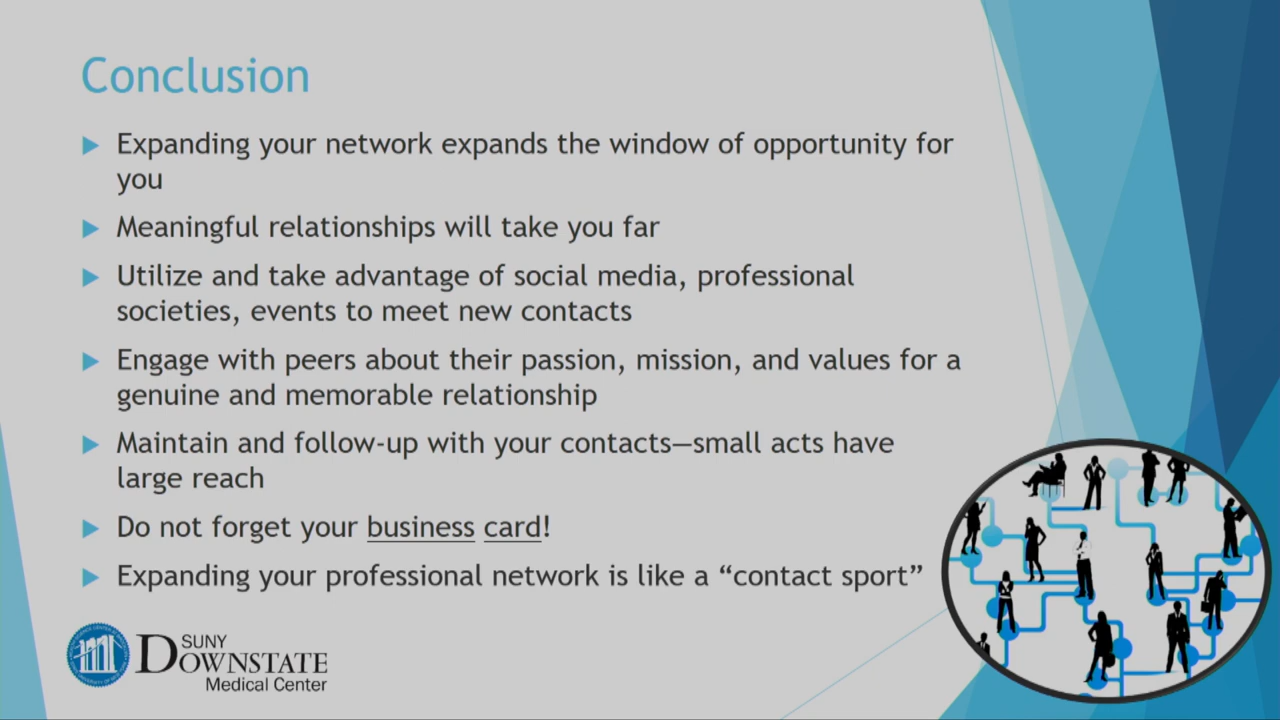 Conclusion
Expanding your network expands the window of opportunity for
you
Meaningful relationships will take you far
Utilize and take advantage of social media, professional
societies, events to meet new contacts
Engage with peers about their passion, mission, and values for a
genuine and memorable relationship
Maintain and follow-up with your contacts—small acts have
large reach
Do not forget your business card!
Expanding your professional network is like a “contact sport”
SUNY
DOWNSTATE
Medical Center